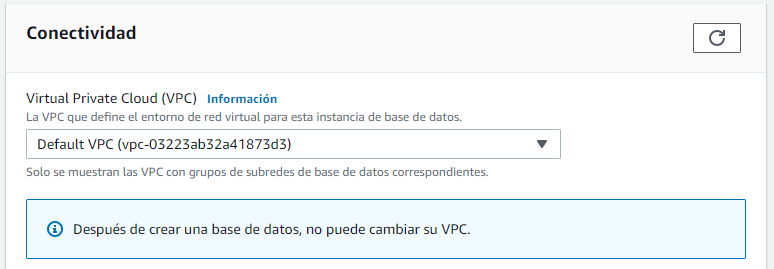 Conectividad
Virtual Private Cloud (VPC) Información
La VPC que define el entorno de red virtual para esta instancia de base de datos.
Default VPC (vpc-03223ab32a41873d3)
Solo se muestran las VPC con grupos de subredes de base de datos correspondientes.
Después de crear una base de datos, no puede cambiar su VPC.